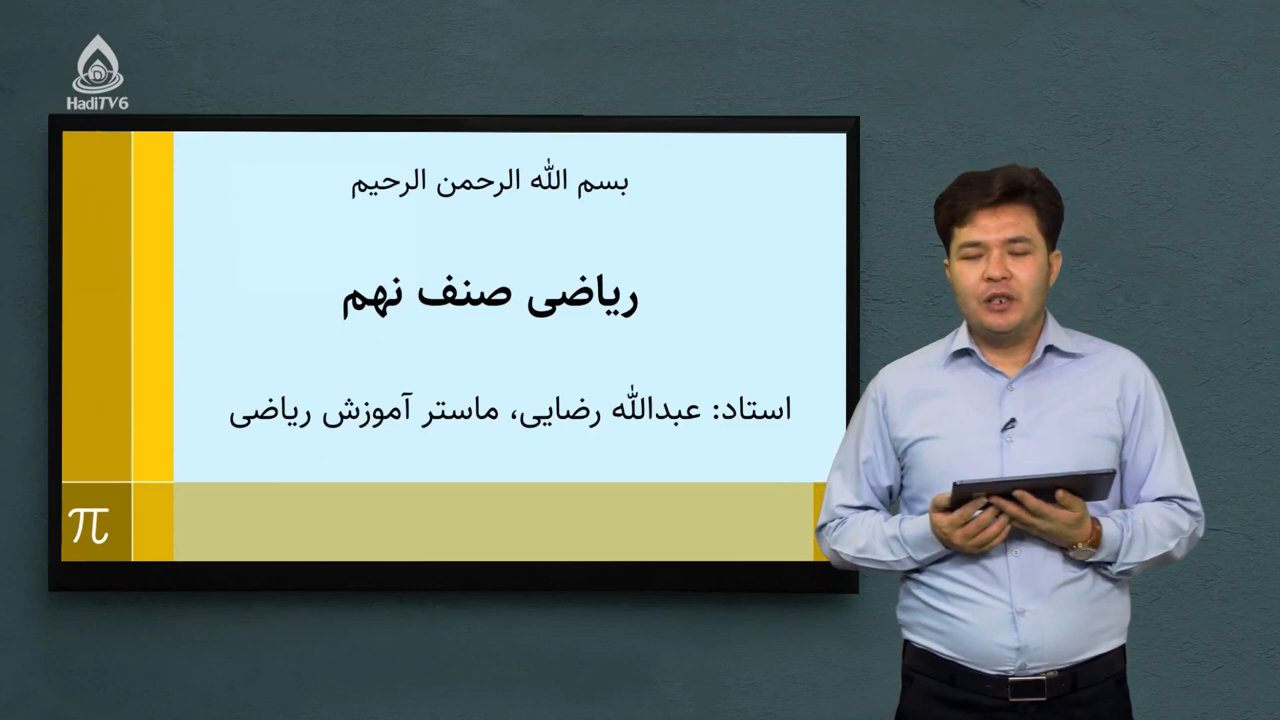 HadiTV6
بسم الله الرحمن الرحیم
ریاضی صنف نهم
استاد: عبدالله رضایی، ماستر آموزش ریاضی
π